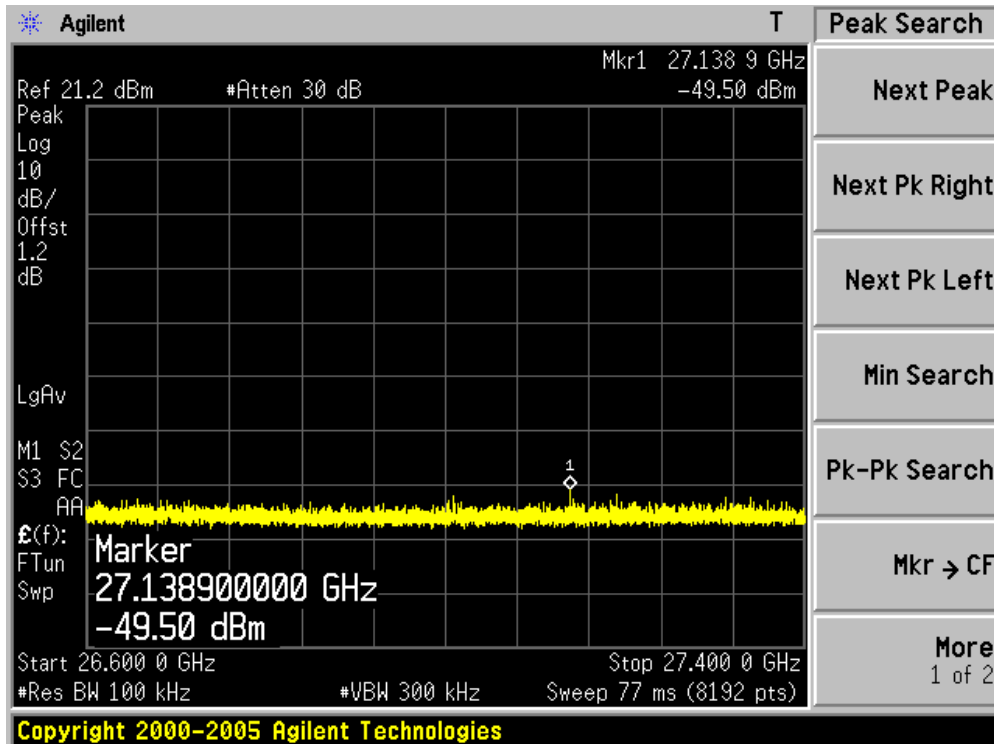 Agilent T Peak Search
Mkr1 27.138 9 GHz
Ref 21.2 dBm #Atten 30 dB -49.50 dBm
Peak
Log
10
dB/
Offst
1.2
dB
LgAv
M1 S2
S3 FC
AA
£(f):
FTun
Swp
1
Marker
27.138900000 GHz
-49.50 dBm
Start 26.600 0 GHz Stop 27.400 0 GHz
#Res BW 100 kHz #VBW 300 kHz Sweep 77 ms (8192 pts)
Copyright 2000-2005 Agilent Technologies
Next Peak
Next Pk Right
Next Pk Left
Min Search
Pk-Pk Search
Mkr → CF
More
1 of 2